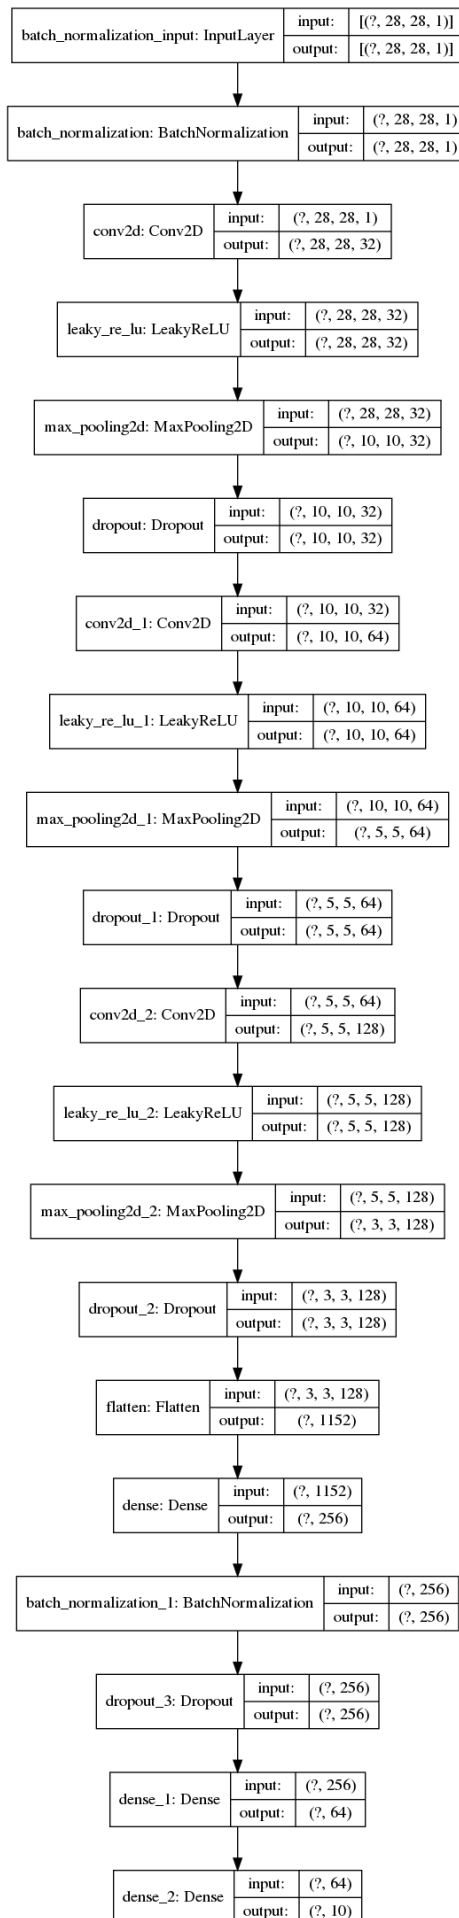 batch_normalization_input: InputLayer
input: [(?, 28, 28, 1)]
output: [(?, 28, 28, 1)]
batch_normalization: BatchNormalization
input: (?, 28, 28, 1)
output: (?, 28, 28, 1)
conv2d: Conv2D
input: (?, 28, 28, 1)
output: (?, 28, 28, 32)
leaky_re_lu: LeakyReLU
input: (?, 28, 28, 32)
output: (?, 28, 28, 32)
max_pooling2d: MaxPooling2D
input: (?, 28, 28, 32)
output: (?, 10, 10, 32)
dropout: Dropout
input: (?, 10, 10, 32)
output: (?, 10, 10, 32)
conv2d_1: Conv2D
input: (?, 10, 10, 32)
output: (?, 10, 10, 64)
leaky_re_lu_1: LeakyReLU
input: (?, 10, 10, 64)
output: (?, 10, 10, 64)
max_pooling2d_1: MaxPooling2D
input: (?, 10, 10, 64)
output: (?, 5, 5, 64)
dropout_1: Dropout
input: (?, 5, 5, 64)
output: (?, 5, 5, 64)
conv2d_2: Conv2D
input: (?, 5, 5, 64)
output: (?, 5, 5, 128)
leaky_re_lu_2: LeakyReLU
input: (?, 5, 5, 128)
output: (?, 5, 5, 128)
max_pooling2d_2: MaxPooling2D
input: (?, 5, 5, 128)
output: (?, 3, 3, 128)
dropout_2: Dropout
input: (?, 3, 3, 128)
output: (?, 3, 3, 128)
flatten: Flatten
input: (?, 3, 3, 128)
output: (?, 1152)
dense: Dense
input: (?, 1152)
output: (?, 256)
batch_normalization_1: BatchNormalization
input: (?, 256)
output: (?, 256)
dropout_3: Dropout
input: (?, 256)
output: (?, 256)
dense_1: Dense
input: (?, 256)
output: (?, 64)
dense_2: Dense
input: (?, 64)
output: (?, 10)